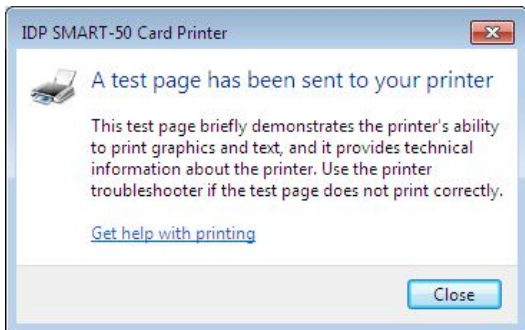 IDP SMART-50 Card Printer
A test page has been sent to your printer
This test page briefly demonstrates the printer's ability
to print graphics and text, and it provides technical
information about the printer. Use the printer
troubleshooter if the test page does not print correctly.
Get help with printing
Close